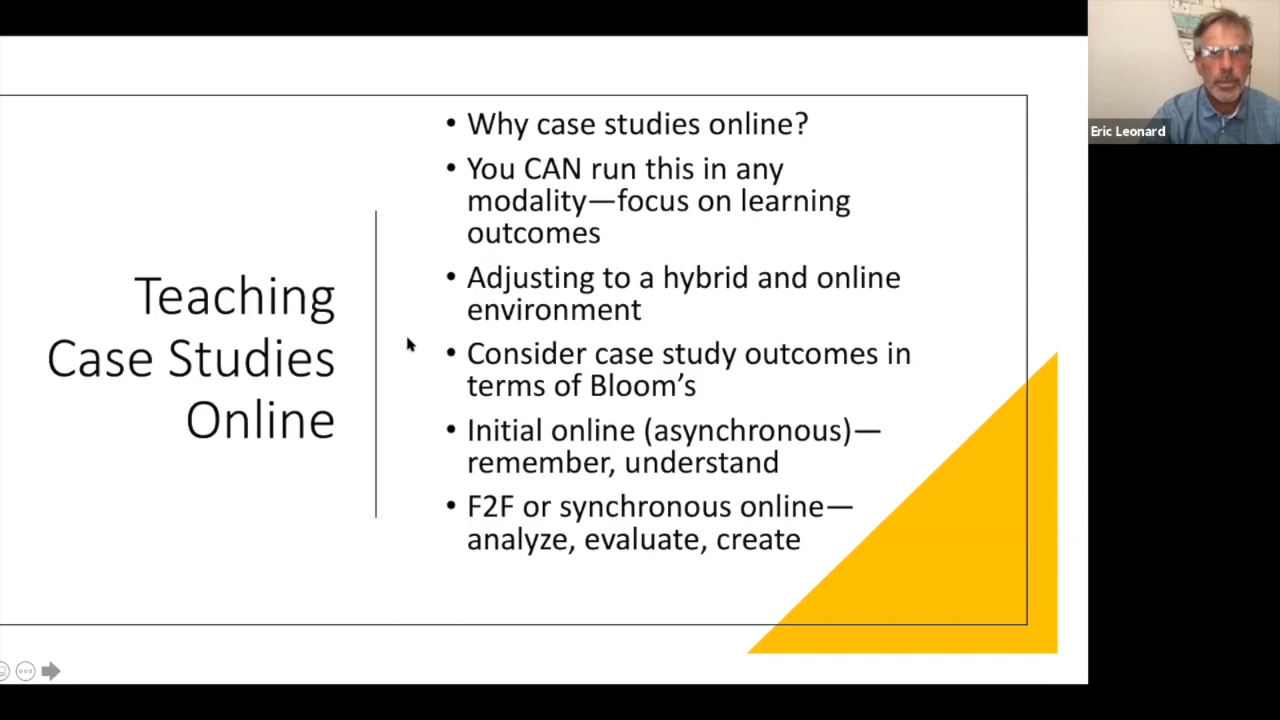 Teaching
Case Studies
Online
• Why case studies online?
• You CAN run this in any
modality—focus on learning
outcomes
• Adjusting to a hybrid and online
environment
• Consider case study outcomes in
terms of Bloom’s
• Initial online (asynchronous)—
remember, understand
• F2F or synchronous online—
analyze, evaluate, create
Eric Leonard